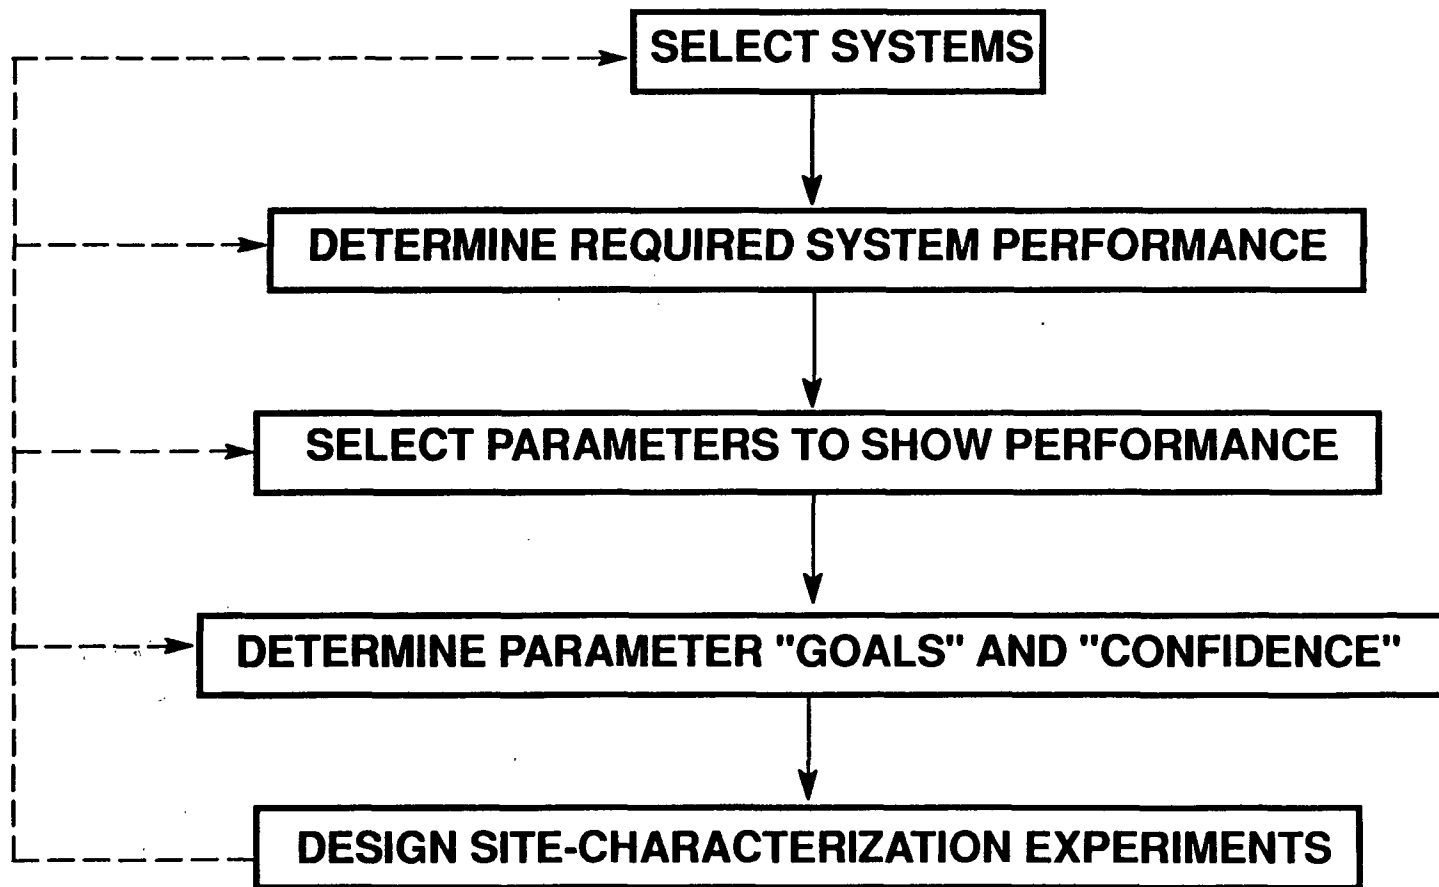 SELECT SYSTEMS
DETERMINE REQUIRED SYSTEM PERFORMANCE
SELECT PARAMETERS TO SHOW PERFORMANCE
DETERMINE PARAMETER "GOALS" AND "CONFIDENCE"
DESIGN SITE-CHARACTERIZATION EXPERIMENTS